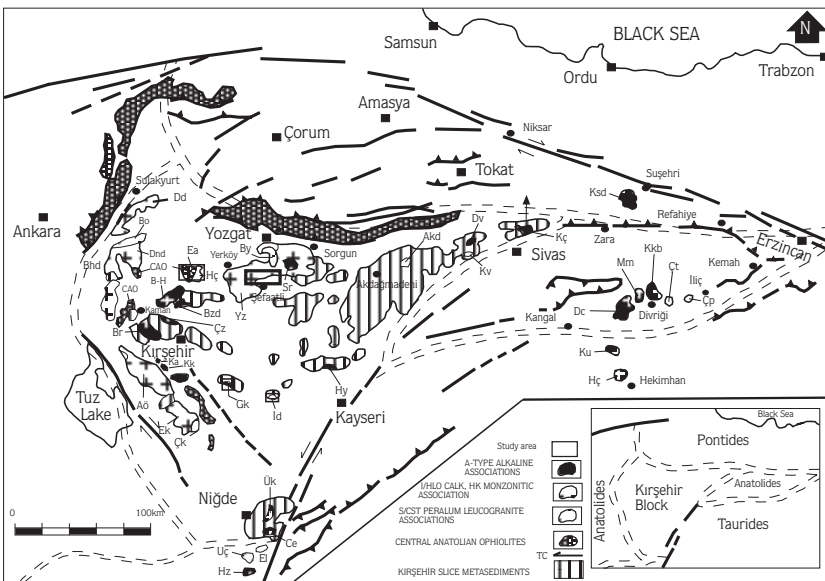 N
BLACK SEA
Samsun
Ordu
Trabzon
Amasya
Çorum
Niksar
Tokat
Suşehri
Sulakyurt
Ksd
Dd
Refahiye
Ankara
Bo
Yozgat
Dv
Erzincan
Akd
By
Sorgun
Kç
Zara
Sivas
Yerköy
Ea
Dnd
Bhd
Kkb
Kemah
CAO
Hç
Kv
Mm
Çt
B-H
Sr
Akdağmadeni
İliç
CAO
Şefaatli
Çp
Kaman
Bzd
Yz
Dc
Divriği
Kangal
Br
Çz
Kırşehir
Ku
Ka
Kk
Hy
Hç
Hekimhan
Tuz
Lake
Aö
Gk
Id
Kayseri
Ek
Çk
Black Sea
Study area
Pontides
A-TYPE ALKALINE
ASSOCIATIONS
Ük
I/HLO CALK, HK MONZONITIC
ASSOCIATION
Anatolides
Kırşehir
Block
Anatolides
Niğde
S/CST PERALUM LEUCOGRANITE
ASSOCIATIONS
Taurides
0
100km
CENTRAL ANATOLIAN OPHIOLITES
Ce
Uç
El
TC
Hz
KIRŞEHİR SLICE METASEDIMENTS